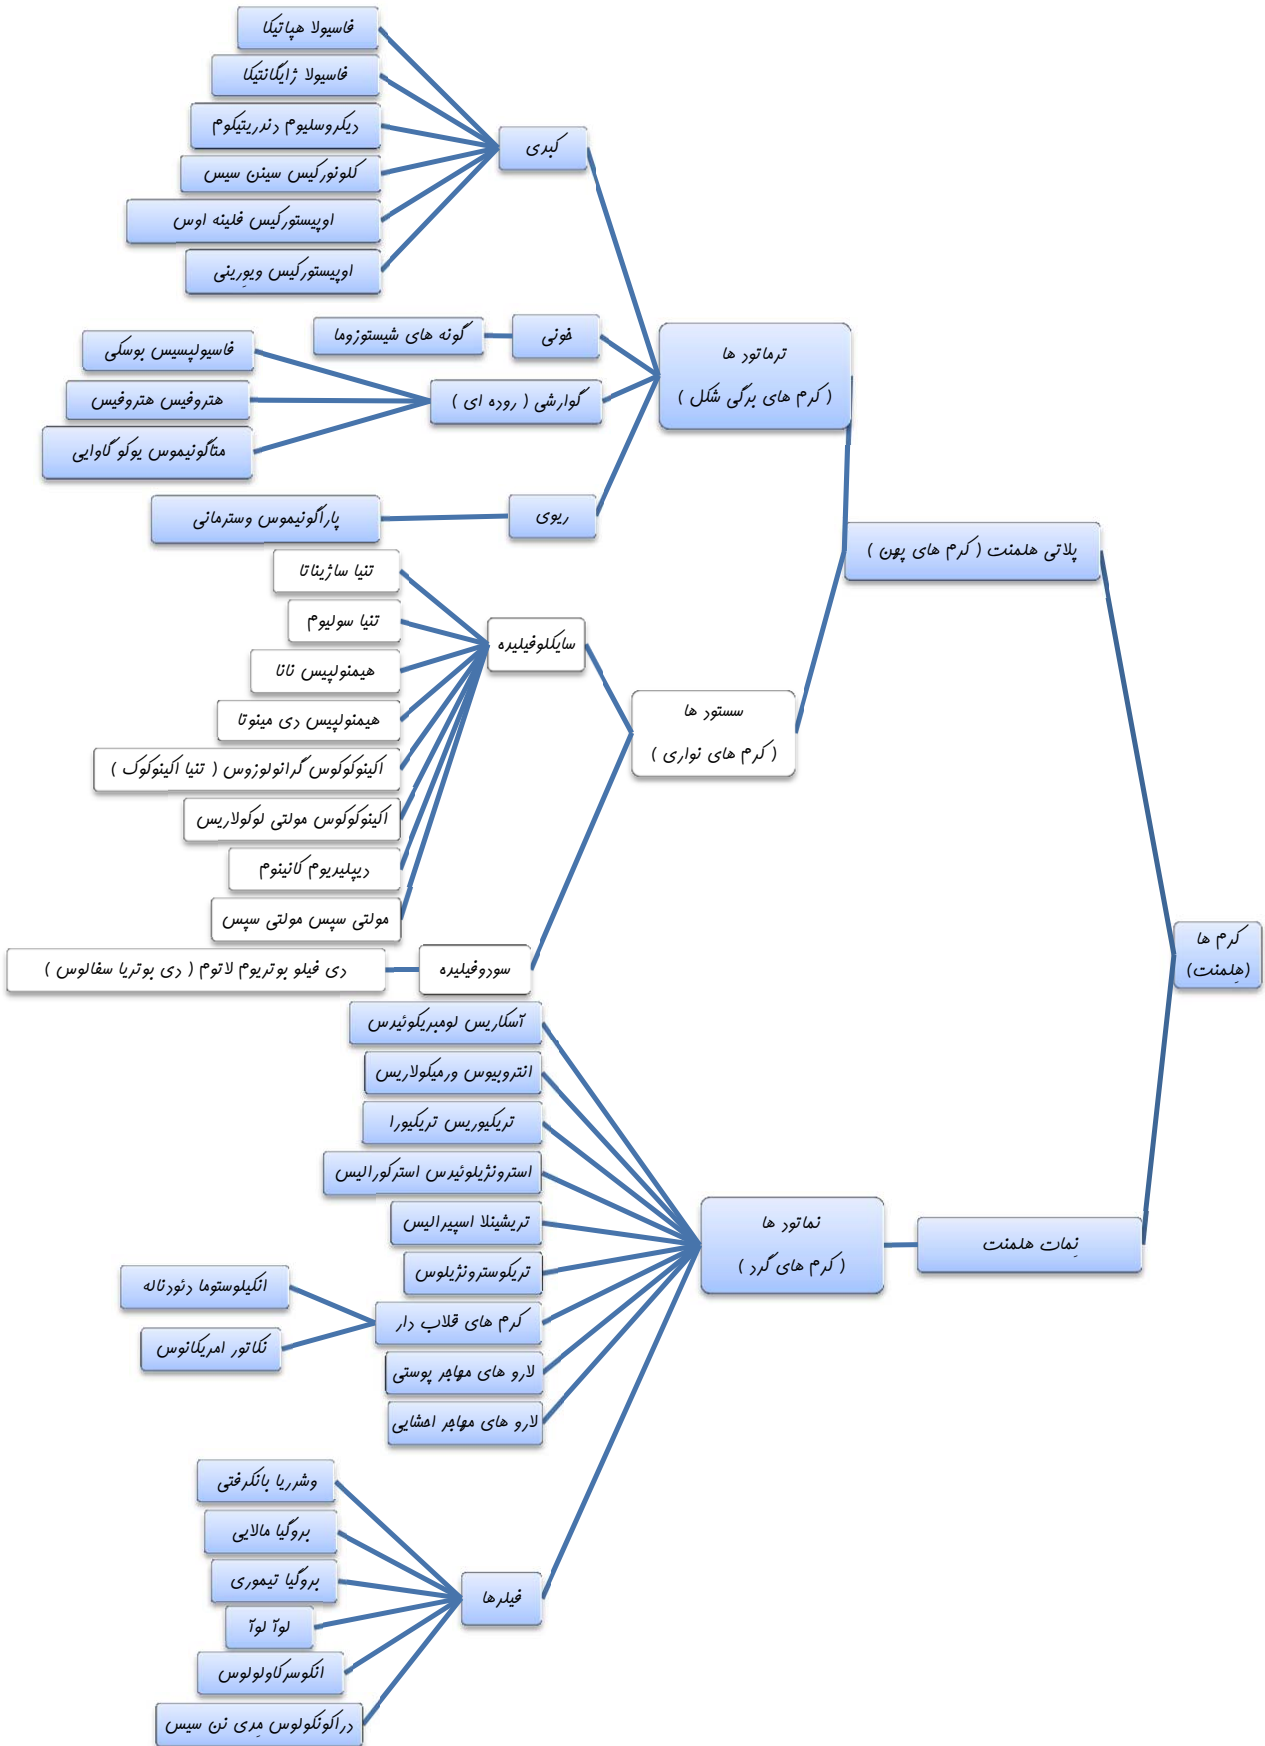 کرم ها
(هِلمنت)
پلاتی هلمنت ( کرم های پهن )
ترماتود ها
( کرم های برگی شکل )
کبدی
فاسیولا هپاتیکا
فاسیولا ژایگانتیکا
دیکروسلیوم دندریتیکوم
کلونورکیس سینن سیس
اوپیستورکیس فلینه اوس
اوپیستورکیس ویوِرینی
خونی
گونه های شیستوزوما
گوارشی ( روده ای )
فاسیولپسیس بوسکی
هتروفیس هتروفیس
متاگونیموس یوکو گاوایی
ریوی
پاراگونیموس وسترمانی
سستود ها
( کرم های نواری )
سایکلوفیلیده
تنیا ساژیناتا
تنیا سولیوم
هیمنولپیس نانا
هیمنولپیس دی مینوتا
اکینوکوکوس گرانولوزوس ( تنیا اکینوکوک )
اکینوکوکوس مولتی لوکولاریس
دیپلیدیوم کانینوم
مولتی سپس مولتی سپس
سودوفیلیده
دی فیلو بوتریوم لاتوم ( دی بوتریا سفالوس )
نِمات هلمنت
نماتود ها
( کرم های گرد )
آسکاریس لومبریکوئیدس
انتروبیوس ورمیکولاریس
تریکیوریس تریکیورا
استرونژیلوئیدس استرکورالیس
تریشینلا اسپیرالیس
تریکوسترونژیلوس
کرم های قلاب دار
انکیلوستوما دئودناله
نکاتور امریکانوس
لارو های مهاجر پوستی
لارو های مهاجر احشایی
فیلرها
وشرریا بانکرفتی
بروگیا مالایی
بروگیا تیموری
لوآ لوآ
انکوسرکاولولوس
دراکونکولوس مِدی نن سیس